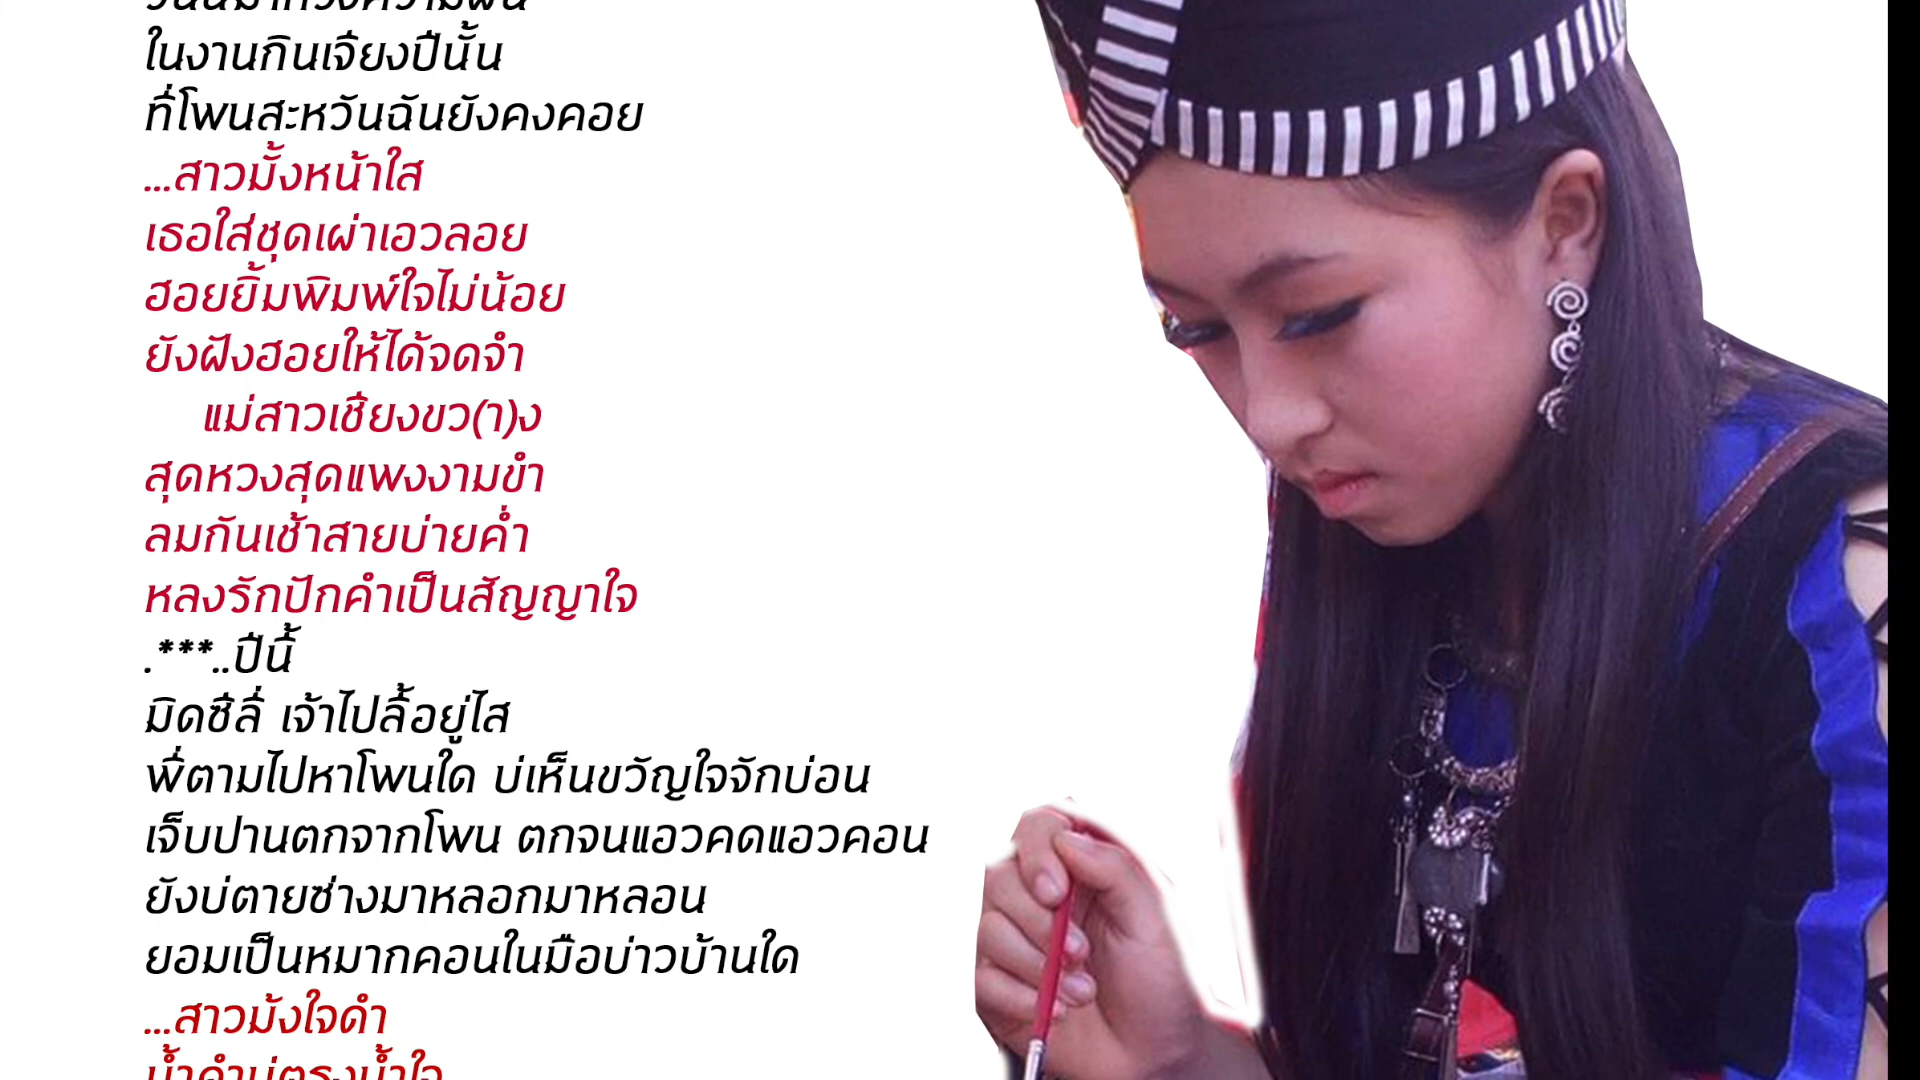 ในงานกินเจียงปีนั้น
ที่โพนสะหวันฉันยังคงคอย
...สาวมั้งหน้าใส
เธอใส่ชุดเผ่าเอวลอย
ฮอยยิ้มพิมพ์ใจไม่น้อย
ยังฝังฮอยให้ได้จดจำ
แม่สาวเชียงขว(า)ง
สุดหวงสุดแพงงามขำ
ลมกันเช้าสายบ่ายค่ำ
หลงรักปักคำเป็นสัญญาใจ
.***..ปีนี้
มิดซีลี่ เจ้าไปลี้อยู่ไส
พี่ตามไปหาโพนใด บ่เห็นขวัญใจจักบ่อน
เจ็บปานตกจากโพน ตกจนแอวคดแอวคอน
ยังบ่ตายซ่างมาหลอกมาหลอน
ยอมเป็นหมากคอนในมือบ่าวบ้านใด
...สาวม้งใจดำ
น้ำคำบ่ตรงน้ำใจ